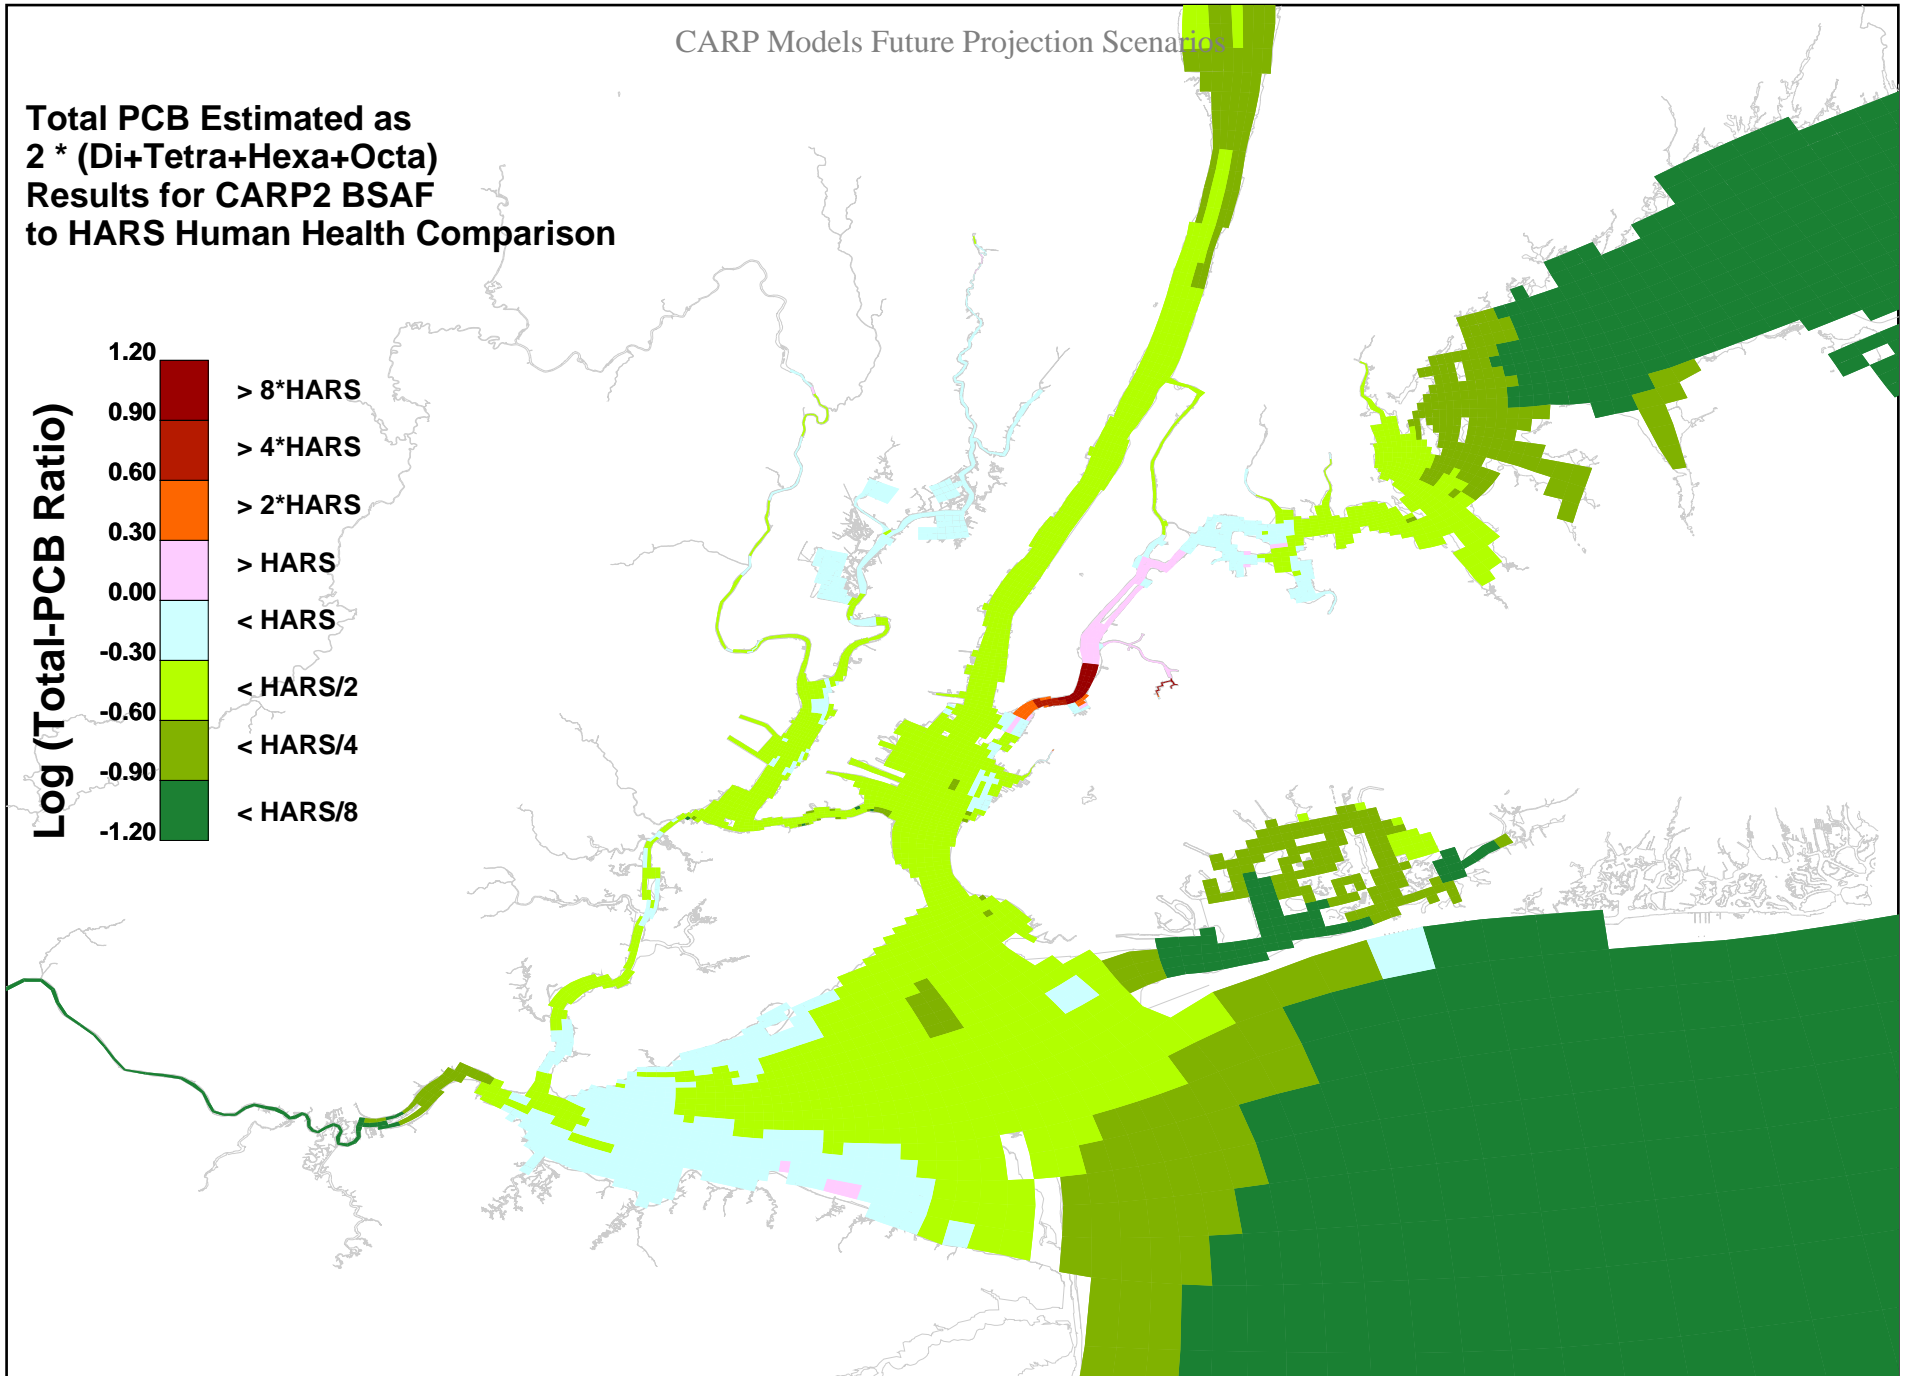 CARP Models Future Projection Scenarios
Total PCB Estimated as
2 * (Di+Tetra+Hexa+Octa)
Results for CARP2 BSAF
to HARS Human Health Comparison
Log (Total-PCB Ratio)
1.20
> 8*HARS
0.90
> 4*HARS
0.60
> 2*HARS
0.30
> HARS
0.00
< HARS
-0.30
< HARS/2
-0.60
< HARS/4
-0.90
< HARS/8
-1.20